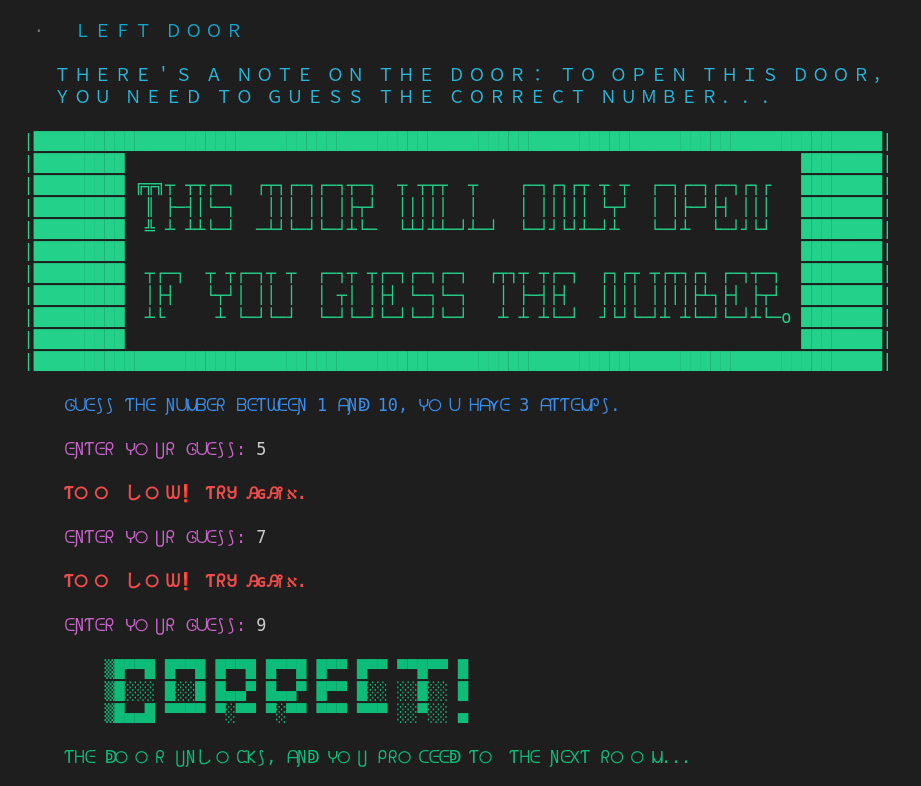 · LEFT DOOR
THERE'S A NOTE ON THE DOOR: TO OPEN THIS DOOR,
YOU NEED TO GUESS THE CORRECT NUMBER...
THIS DOOR WILL ONLY OPEN
IF YOU GUESS THE NUMBER.
GUESS THE NUMBER BETWEEN 1 AND 10, YOU HAVE 3 ATTEMPS.
ENTER YOUR GUESS: 5
TOO LOW! TRY AGAIN.
ENTER YOUR GUESS: 7
TOO LOW! TRY AGAIN.
ENTER YOUR GUESS: 9
CORRECT!
THE DOOR UNLOCKS, AND YOU PROCEED TO THE NEXT ROOM...